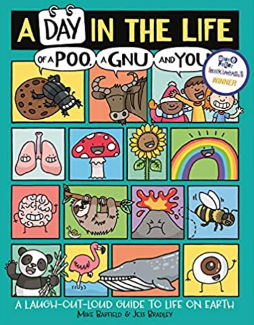 A DAY IN THE LIFE
OF A POO, A GNU AND YOU
WINNER!
A LAUGH-OUT-LOUD GUIDE TO LIFE ON EARTH
MIKE BARFIELD & JESS BRADLEY